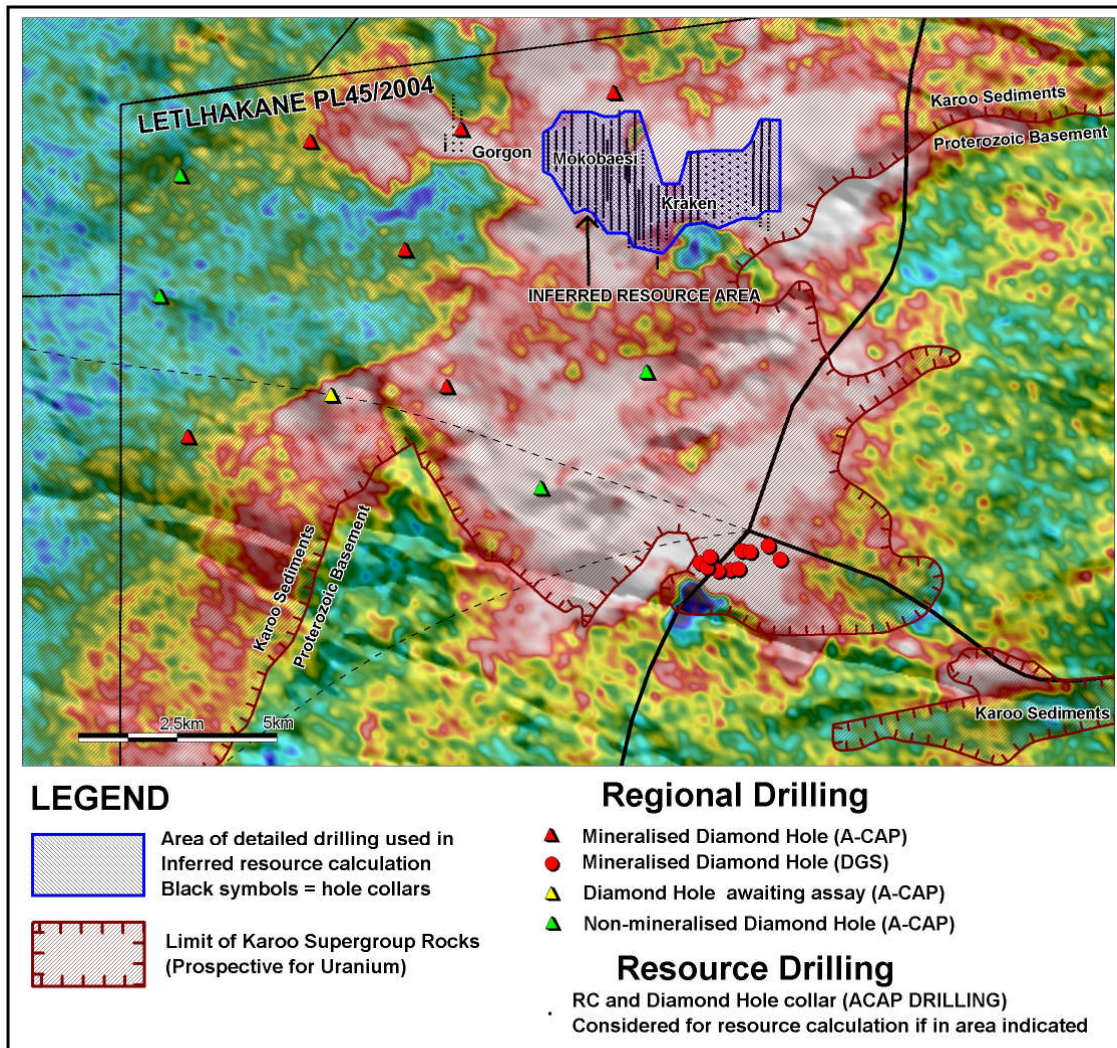 LETLHAKANE PL45/2004
Karoo Sediments
Proterozoic Basement
Gorgon
Mokobaesi
Kraken
INFERRED RESOURCE AREA
Karoo Sediments
Proterozoic Basement
2.5km
5km
Karoo Sediments
LEGEND
Area of detailed drilling used in
Inferred resource calculation
Black symbols = hole collars
Limit of Karoo Supergroup Rocks
(Prospective for Uranium)
Regional Drilling
Mineralised Diamond Hole (A-CAP)
Mineralised Diamond Hole (DGS)
Diamond Hole awaiting assay (A-CAP)
Non-mineralised Diamond Hole (A-CAP)
Resource Drilling
RC and Diamond Hole collar (ACAP DRILLING)
Considered for resource calculation if in area indicated